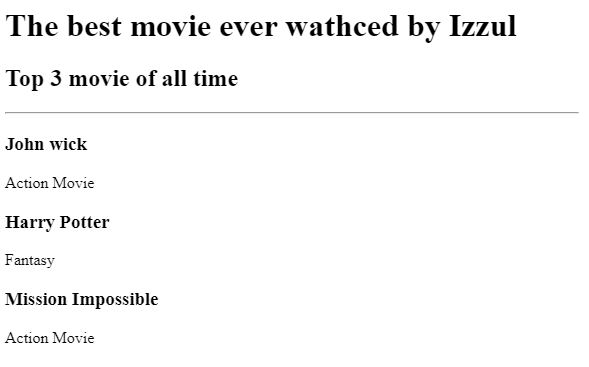 The best movie ever wathced by Izzul
Top 3 movie of all time
John wick
Action Movie
Harry Potter
Fantasy
Mission Impossible
Action Movie